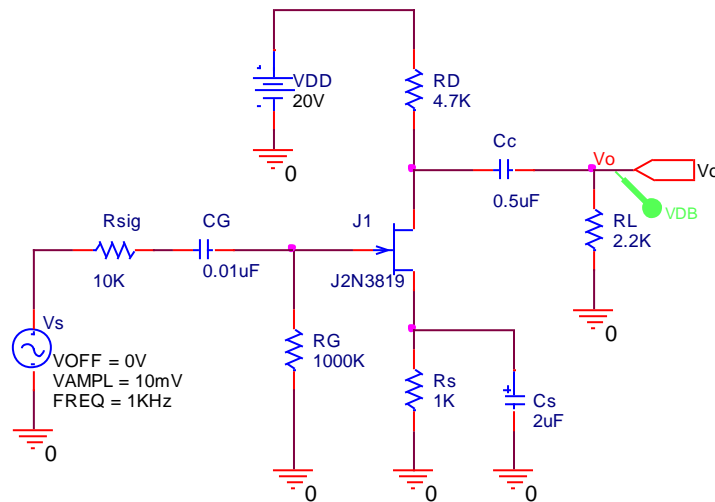 VDD
20V
0
RD
4.7K
Cc
0.5uF
Vo
Vo
VDB
RL
2.2K
0
Rsig
10K
CG
0.01uF
J1
J2N3819
Vs
VOFF = 0V
VAMPL = 10mV
FREQ = 1KHz
0
RG
1000K
0
Rs
1K
0
Cs
2uF
0